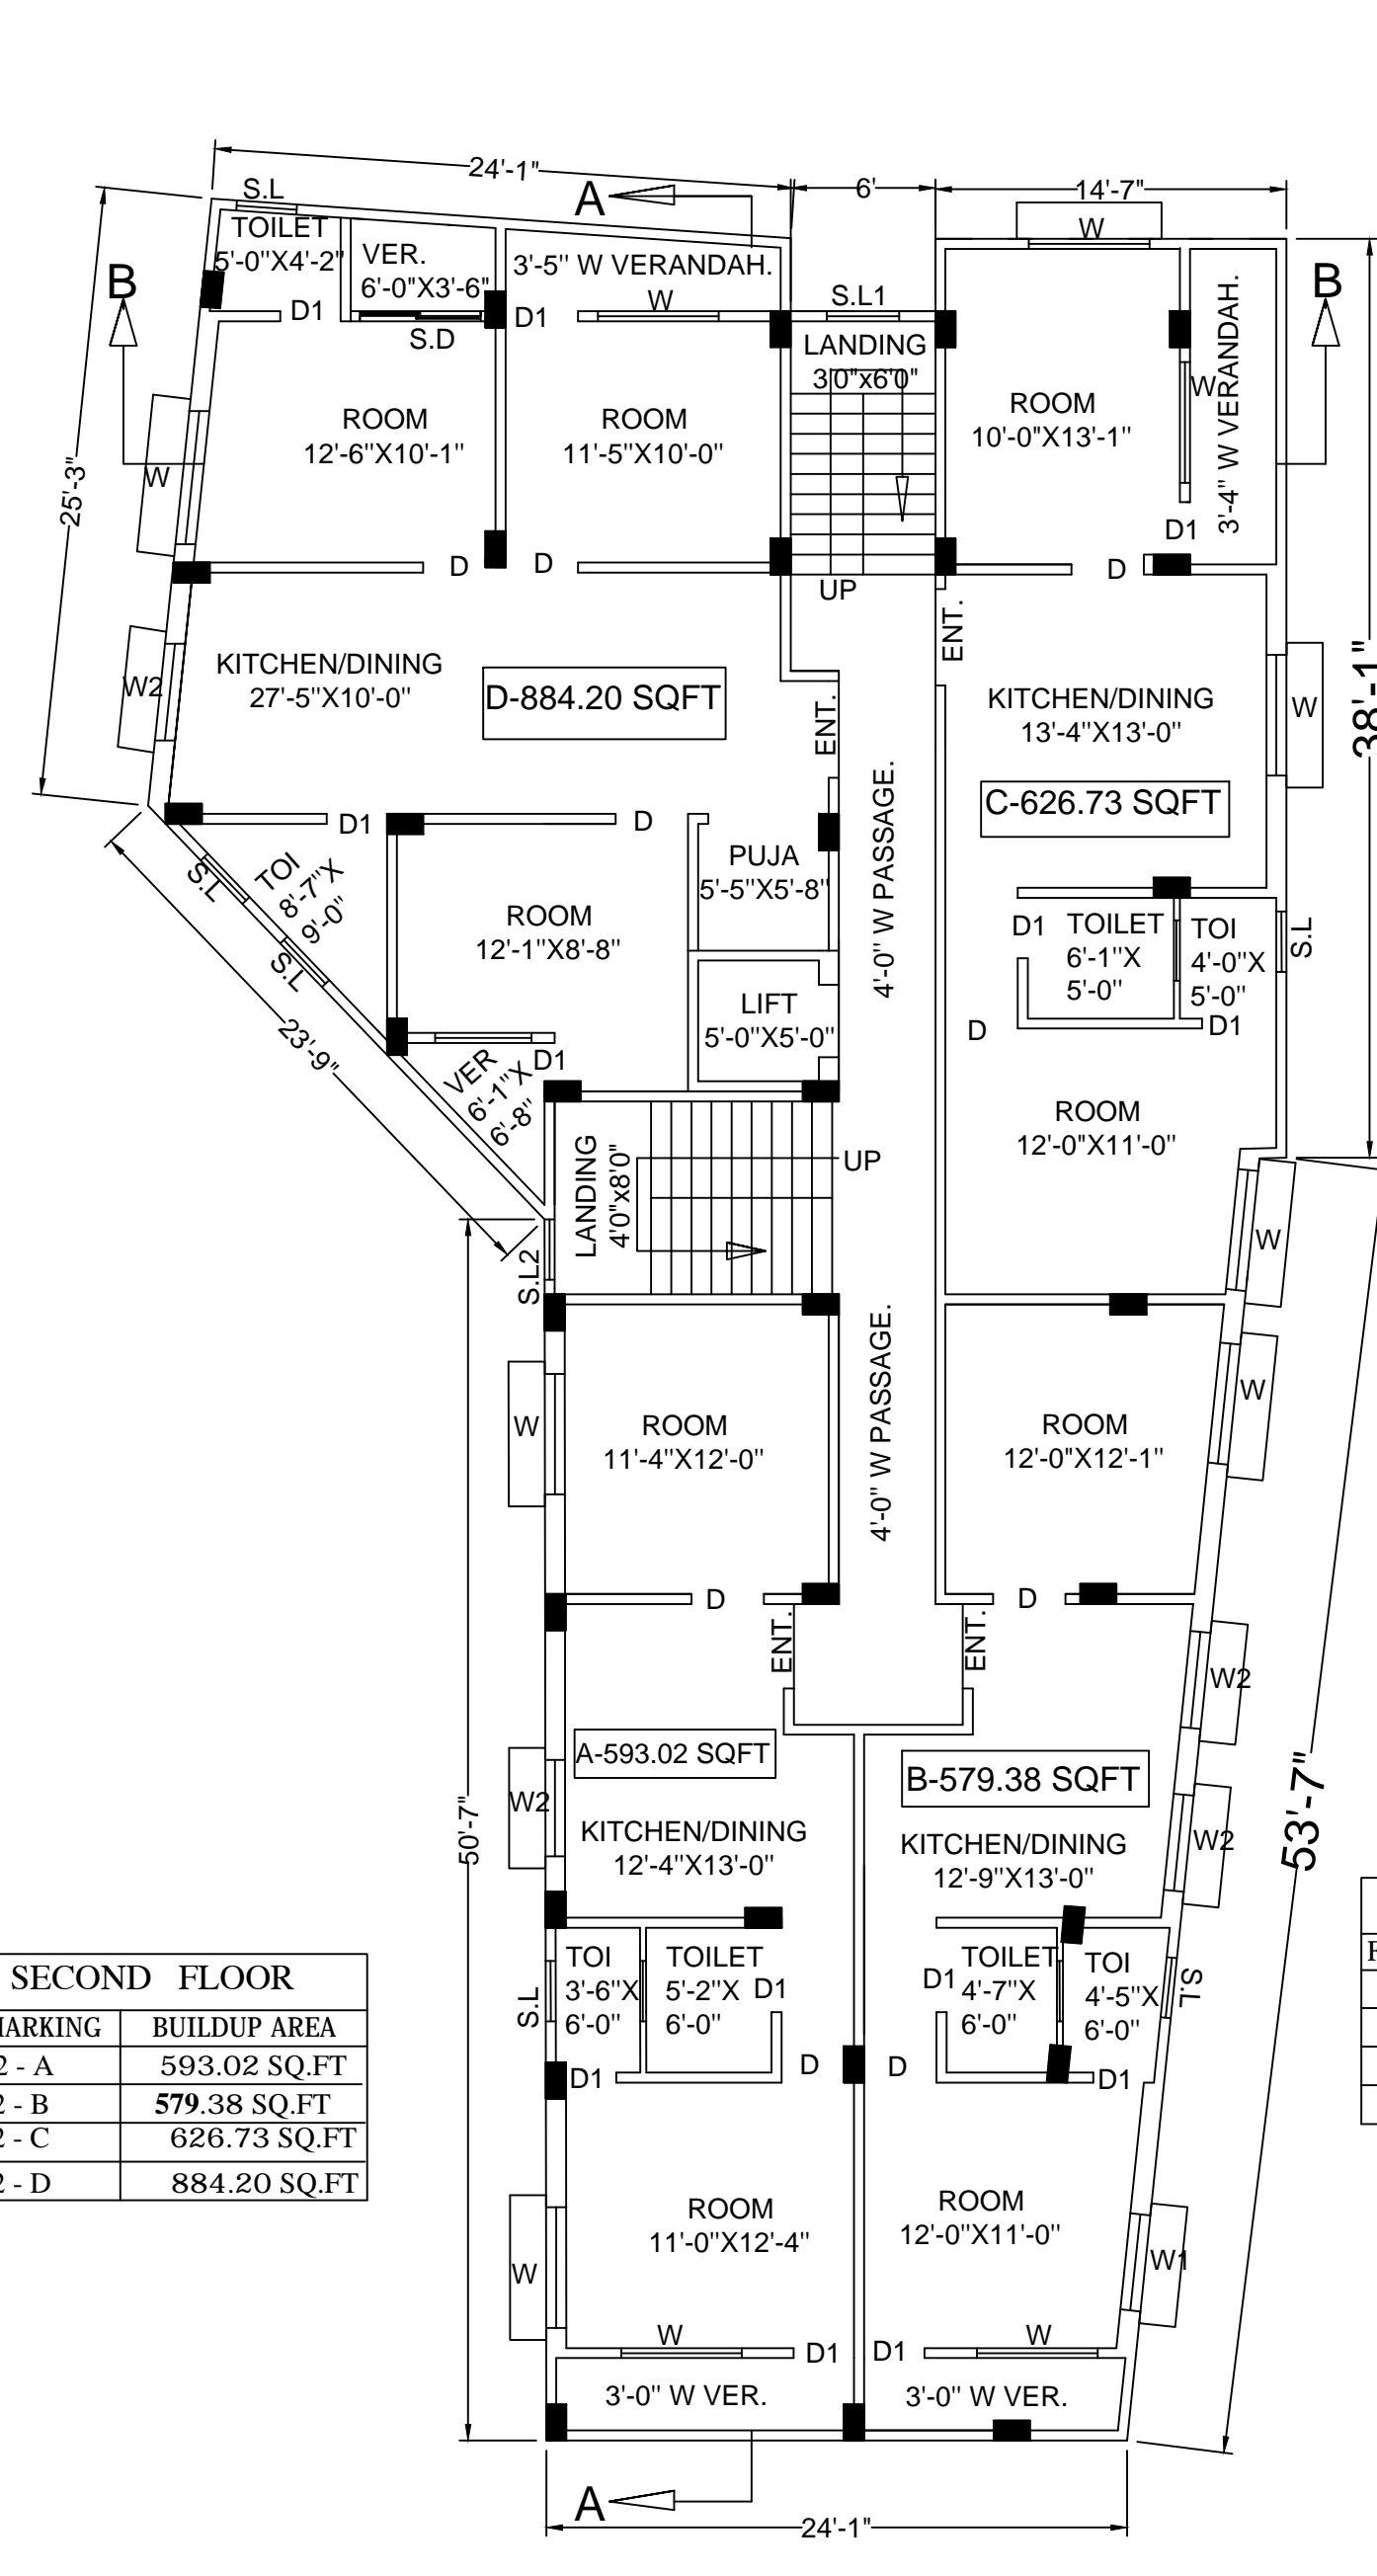 24'-1"
6'
14'-7"
A
S.L
W
TOILET
5'-0"X4'-2"
VER.
6'-0"X3'-6"
3'-5" W VERANDAH.
W
S.L1
B
B
D1
D1
S.D
LANDING
3'0"x6'0"
3'-4" W VERANDAH.
W
ROOM
12'-6"X10'-1"
ROOM
11'-5"X10'-0"
ROOM
10'-0"X13'-1"
W
25'-3"
D1
D
D
D
UP
ENT.
38'-1"
KITCHEN/DINING
27'-5"X10'-0"
W2
D-884.20 SQFT
ENT.
KITCHEN/DINING
13'-4"X13'-0"
W
C-626.73 SQFT
4'-0" W PASSAGE.
D1
D
TOI
8'-7"X
9'-0"
S.L
S.L
PUJA
5'-5"X5'-8"
ROOM
12'-1"X8'-8"
D1
TOILET
6'-1"X
5'-0"
TOI
4'-0"X
5'-0"
S.L
LIFT
5'-0"X5'-0"
D
D1
23'-9"
VER
6'-1"X
6'-8"
D1
ROOM
12'-0"X11'-0"
LANDING
4'0"x8'0"
UP
W
S.L2
4'-0" W PASSAGE.
W
W
ROOM
11'-4"X12'-0"
ROOM
12'-0"X12'-1"
D
D
ENT.
ENT.
W2
A-593.02 SQFT
B-579.38 SQFT
W2
50'-7"
53'-7"
KITCHEN/DINING
12'-4"X13'-0"
KITCHEN/DINING
12'-9"X13'-0"
W2
TOI
3'-6"X
6'-0"
TOILET
5'-2"X
6'-0"
D1
D1
TOILET
4'-7"X
6'-0"
TOI
4'-5"X
6'-0"
S.L
S.L
D1
D
D
D1
SECOND FLOOR
MARKING BUILDUP AREA
2 - A 593.02 SQ.FT
2 - B 579.38 SQ.FT
2 - C 626.73 SQ.FT
2 - D 884.20 SQ.FT
ROOM
11'-0"X12'-4"
ROOM
12'-0"X11'-0"
W
W1
W
D1
D1
W
3'-0" W VER.
3'-0" W VER.
A
24'-1"